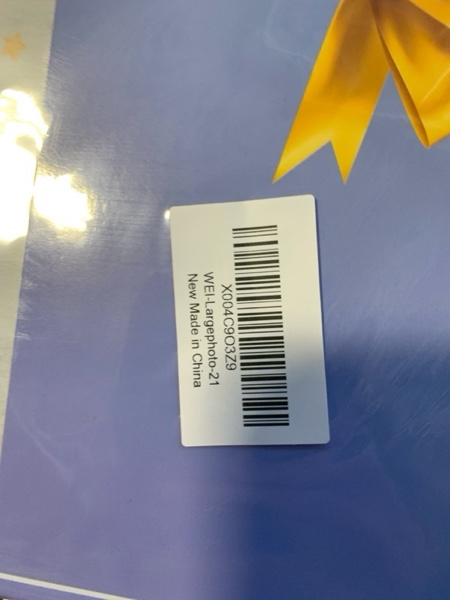 X004C9O3Z9
WEI-Largephoto-21
New Made in China